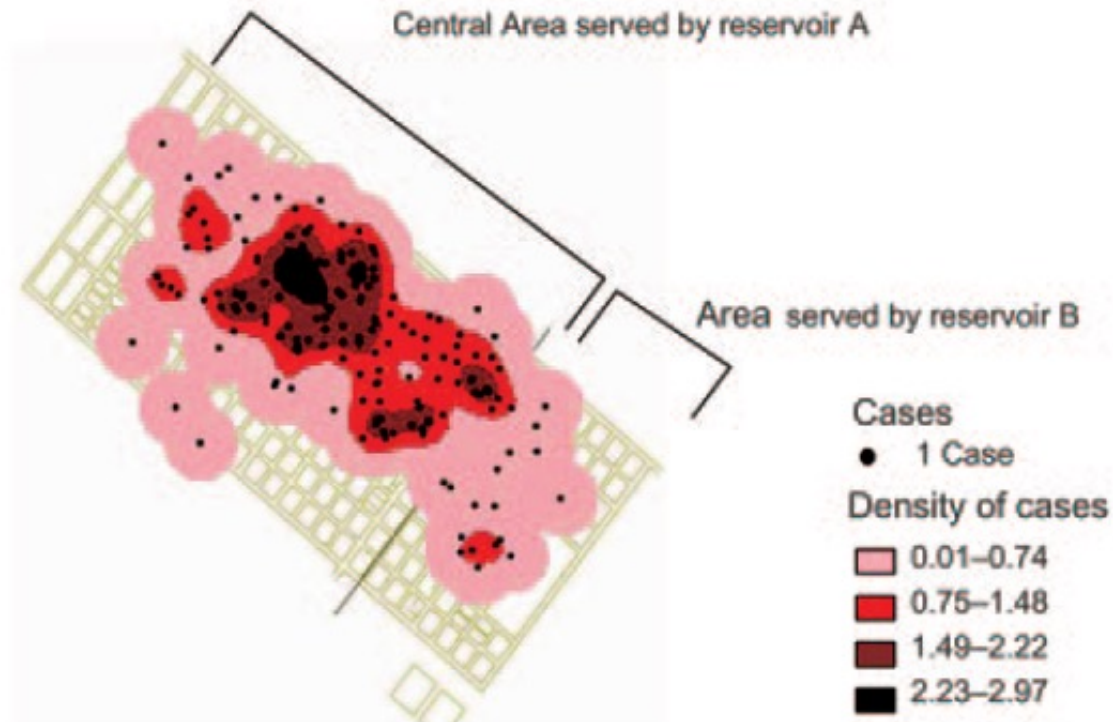 Central Area served by reservoir A
Area served by reservoir B
Cases
1 Case
Density of cases
0.01–0.74
0.75–1.48
1.49–2.22
2.23–2.97